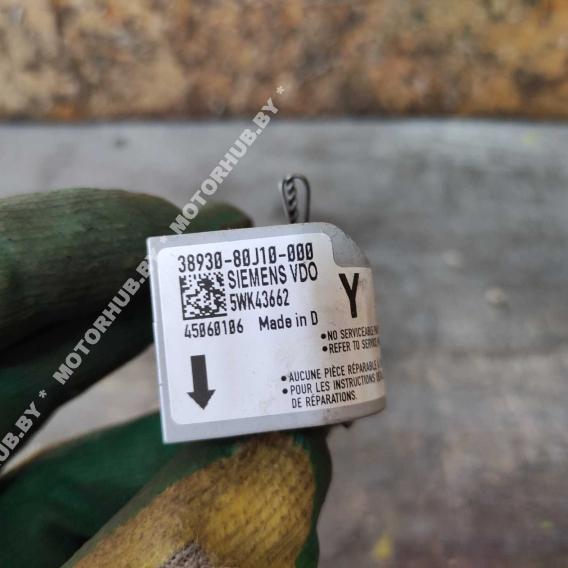 38930-80J10-000
SIEMENS VDO
5WK43662
45060106 Made in D
Y
•NO SERVICEABLE
•REFER TO
•AUCUNE PIÈCE RÉPARABLE
•POUR LES INSTRUCTIONS
DE RÉPARATIONS.
* MOTORHUB.BY * MOTORHUB.BY *